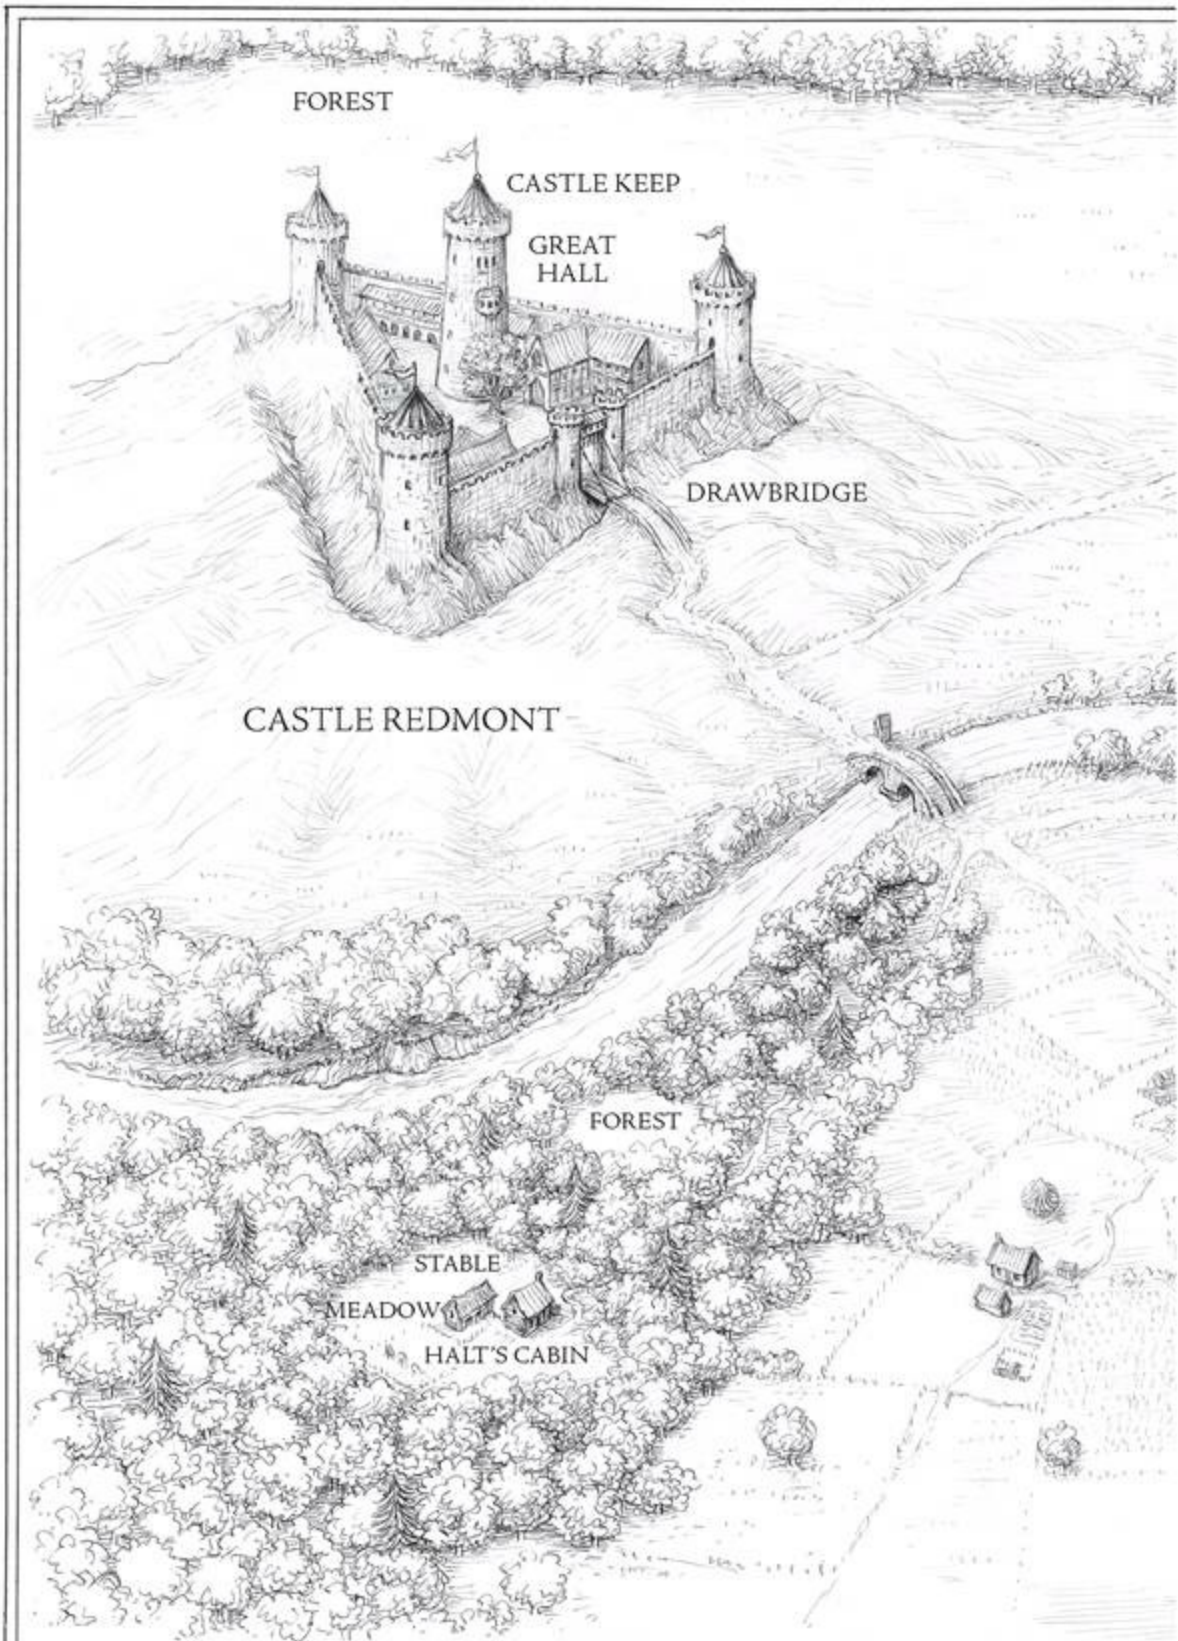 FOREST
CASTLE KEEP
GREAT
HALL
DRAWBRIDGE
CASTLE REDMONT
FOREST
STABLE
MEADOW
HALT'S CABIN